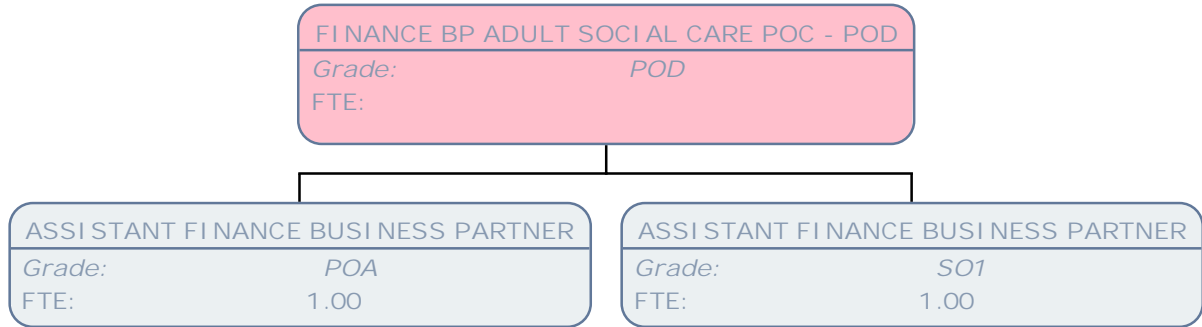 FINANCE BP ADULT SOCIAL CARE POC - POD
Grade: POD
FTE:
ASSISTANT FINANCE BUSINESS PARTNER
Grade: POA
FTE: 1.00
ASSISTANT FINANCE BUSINESS PARTNER
Grade: SO1
FTE: 1.00